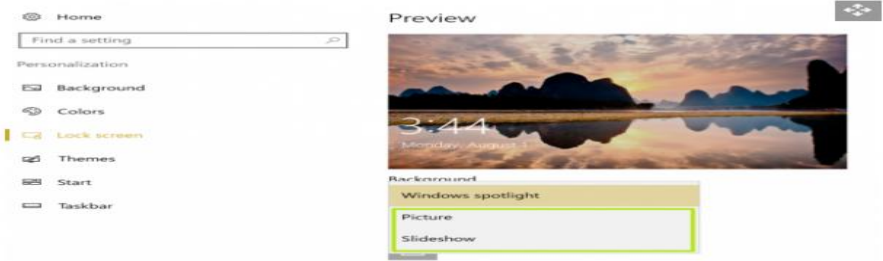 Home
Find a setting
Personalization
Background
Colors
Lock screen
Themes
Start
Taskbar
Preview
3:44
Monday, August 1
Background
Windows spotlight
Picture
Slideshow